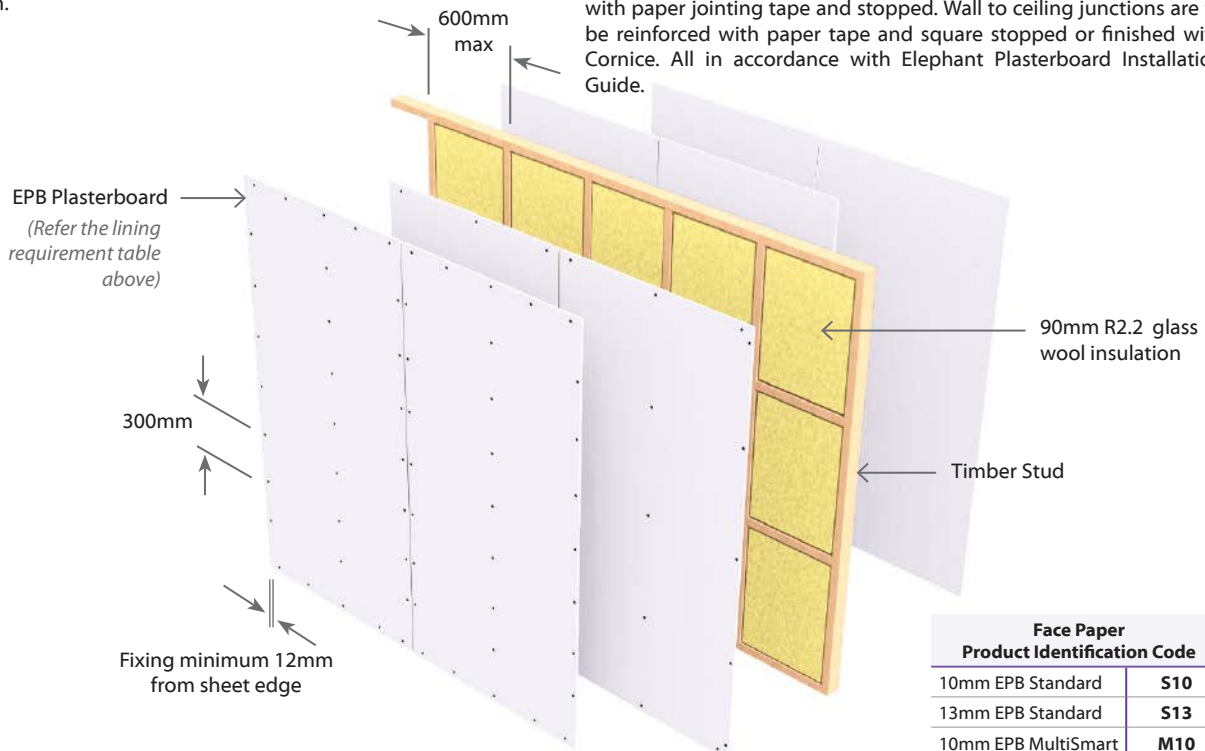 n.
with paper jointing tape and stopped. Wall to ceiling junctions are
be reinforced with paper tape and square stopped or finished
Cornice. All in accordance with Elephant Plasterboard
Guide.
600mm
max
EPB Plasterboard
(Refer the lining
requirement table
above)
90mm R2.2 glass
wool insulation
300mm
Timber Stud
Fixing minimum 12mm
from sheet edge
Face Paper
Product Identification Code
10mm EPB Standard S10
13mm EPB Standard S13
10mm EPB MultiSmart M10